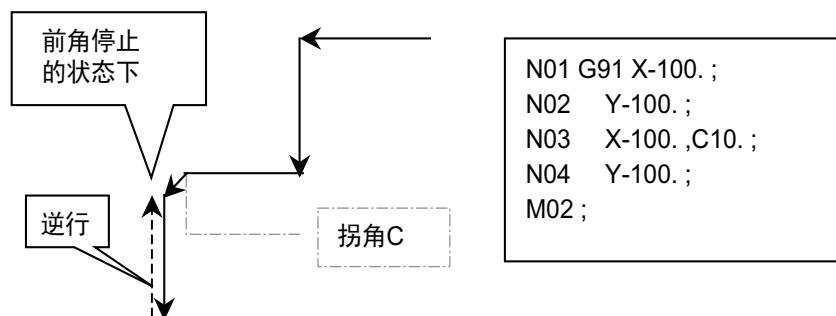 前角停止
的状态下
逆行
拐角C
N01 G91 X-100. ;
N02 Y-100. ;
N03 X-100. ,C10. ;
N04 Y-100. ;
M02 ;